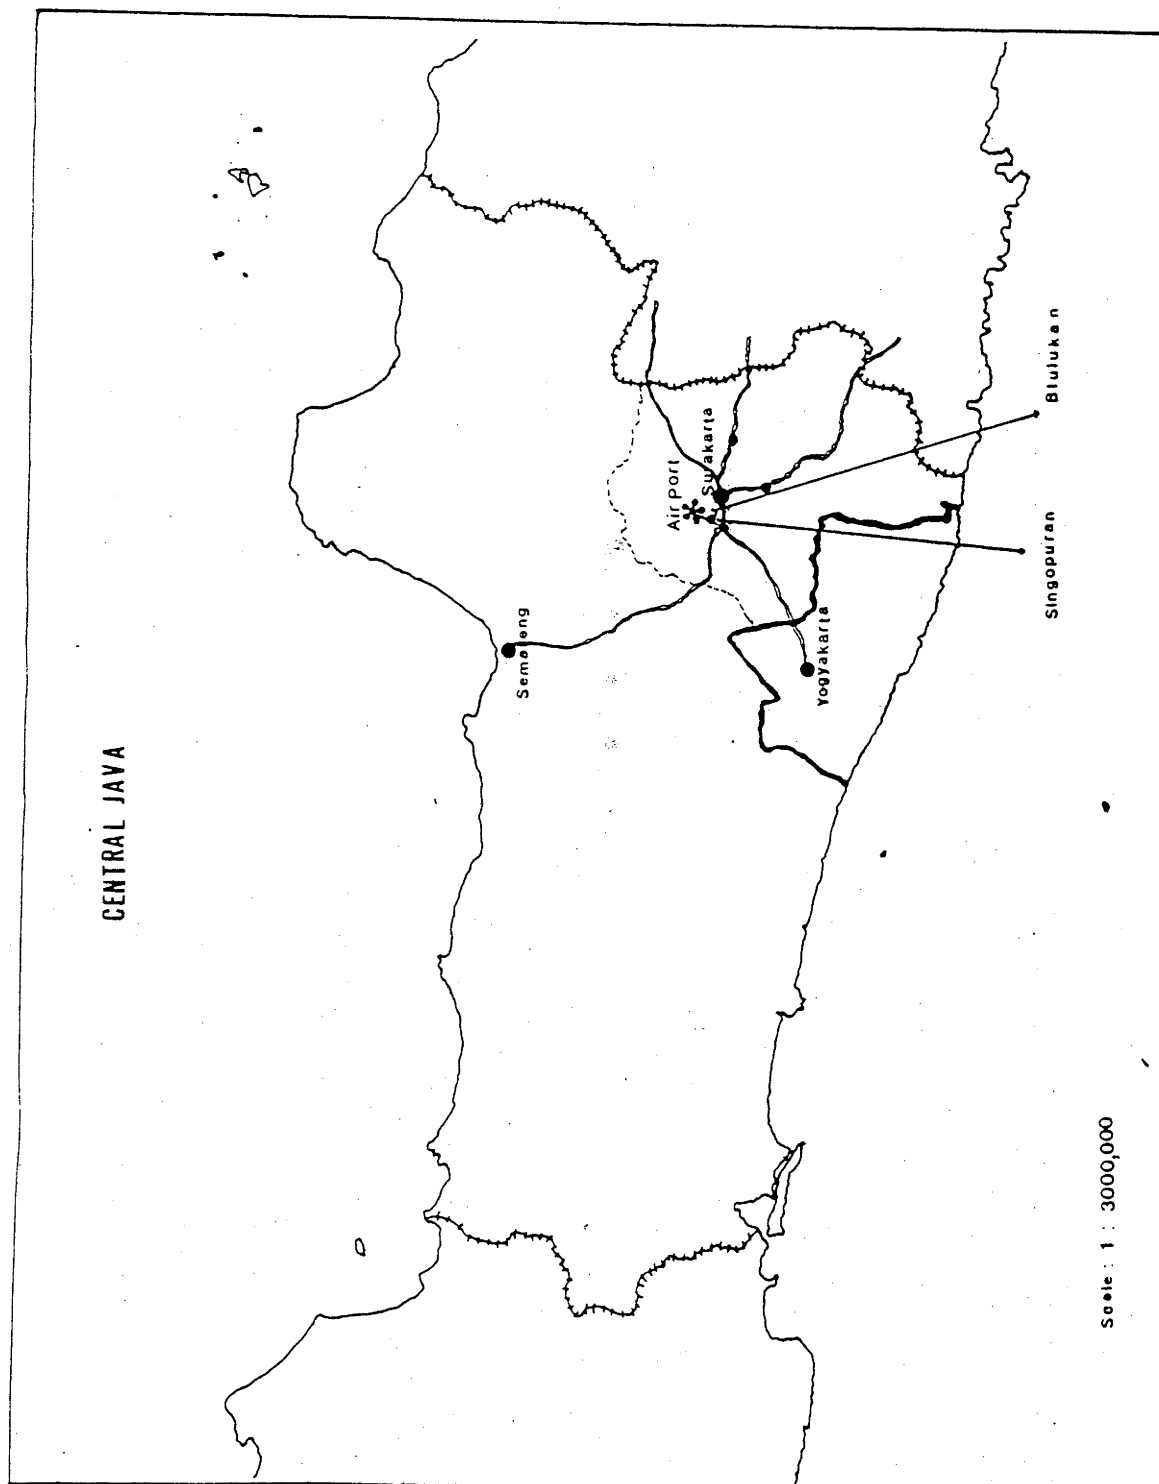 CENTRAL JAVA
Semarang
Air Port
Surakarta
Yogyakarta
Singopuran
Blulukan
Scale : 1 : 3000,000